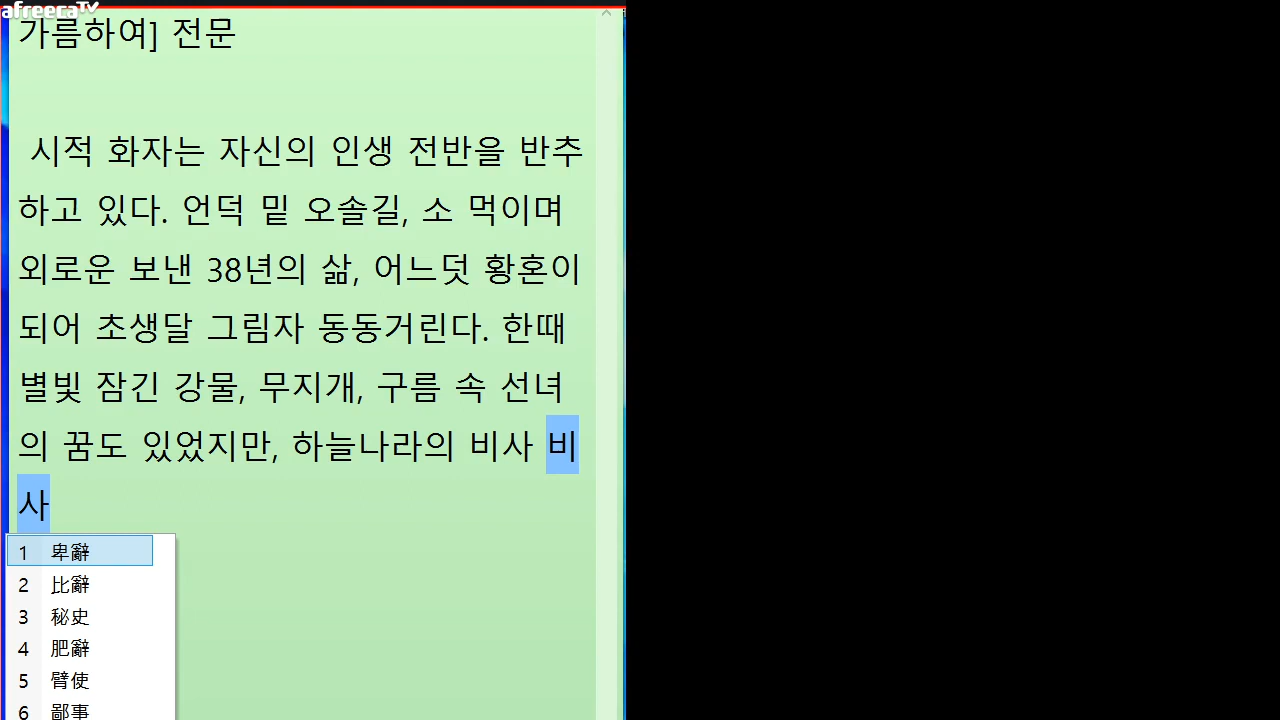 afreecaTV
가름하여] 전문
시적 화자는 자신의 인생 전반을 반추
하고 있다. 언덕 밑 오솔길, 소 먹이며
외로운 보낸 38년의 삶, 어느덧 황혼이
되어 초생달 그림자 동동거린다. 한때
별빛 잠긴 강물, 무지개, 구름 속 선녀
의 꿈도 있었지만, 하늘나라의 비사 비
사
1 卑辭
2 比辭
3 秘史
4 肥辭
5 臂使
6 鄙事